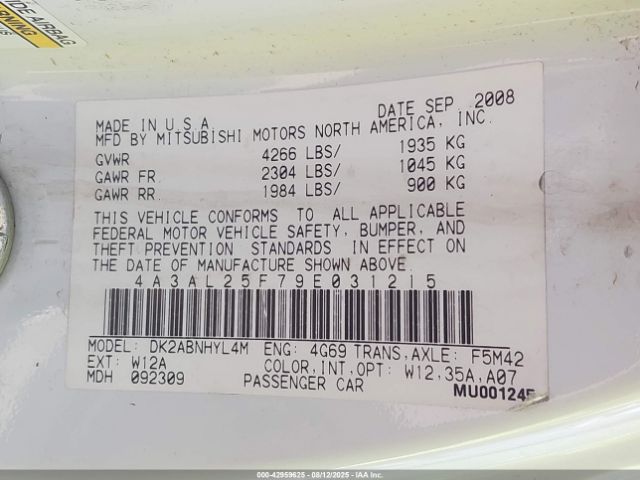 SIDE AIRBAG
WARNING
MADE IN U.S.A. DATE SEP. 2008
MFD BY MITSUBISHI MOTORS NORTH AMERICA, INC.
GVWR 4266 LBS/ 1935 KG
GAWR FR 2304 LBS/ 1045 KG
GAWR RR 1984 LBS/ 900 KG
THIS VEHICLE CONFORMS TO ALL APPLICABLE
FEDERAL MOTOR VEHICLE SAFETY, BUMPER, AND
THEFT PREVENTION STANDARDS IN EFFECT ON
THE DATE OF MANUFACTURE SHOWN ABOVE.
4A3AL25F79E031215
MODEL: DK2ABNHYL4M ENG: 4G69 TRANS,AXLE: F5M42
EXT: W12A COLOR,INT,OPT: W12,35A,A07
MDH 092309 PASSENGER CAR MU001245
000-42959625 - 08/12/2025 - IAA Inc.